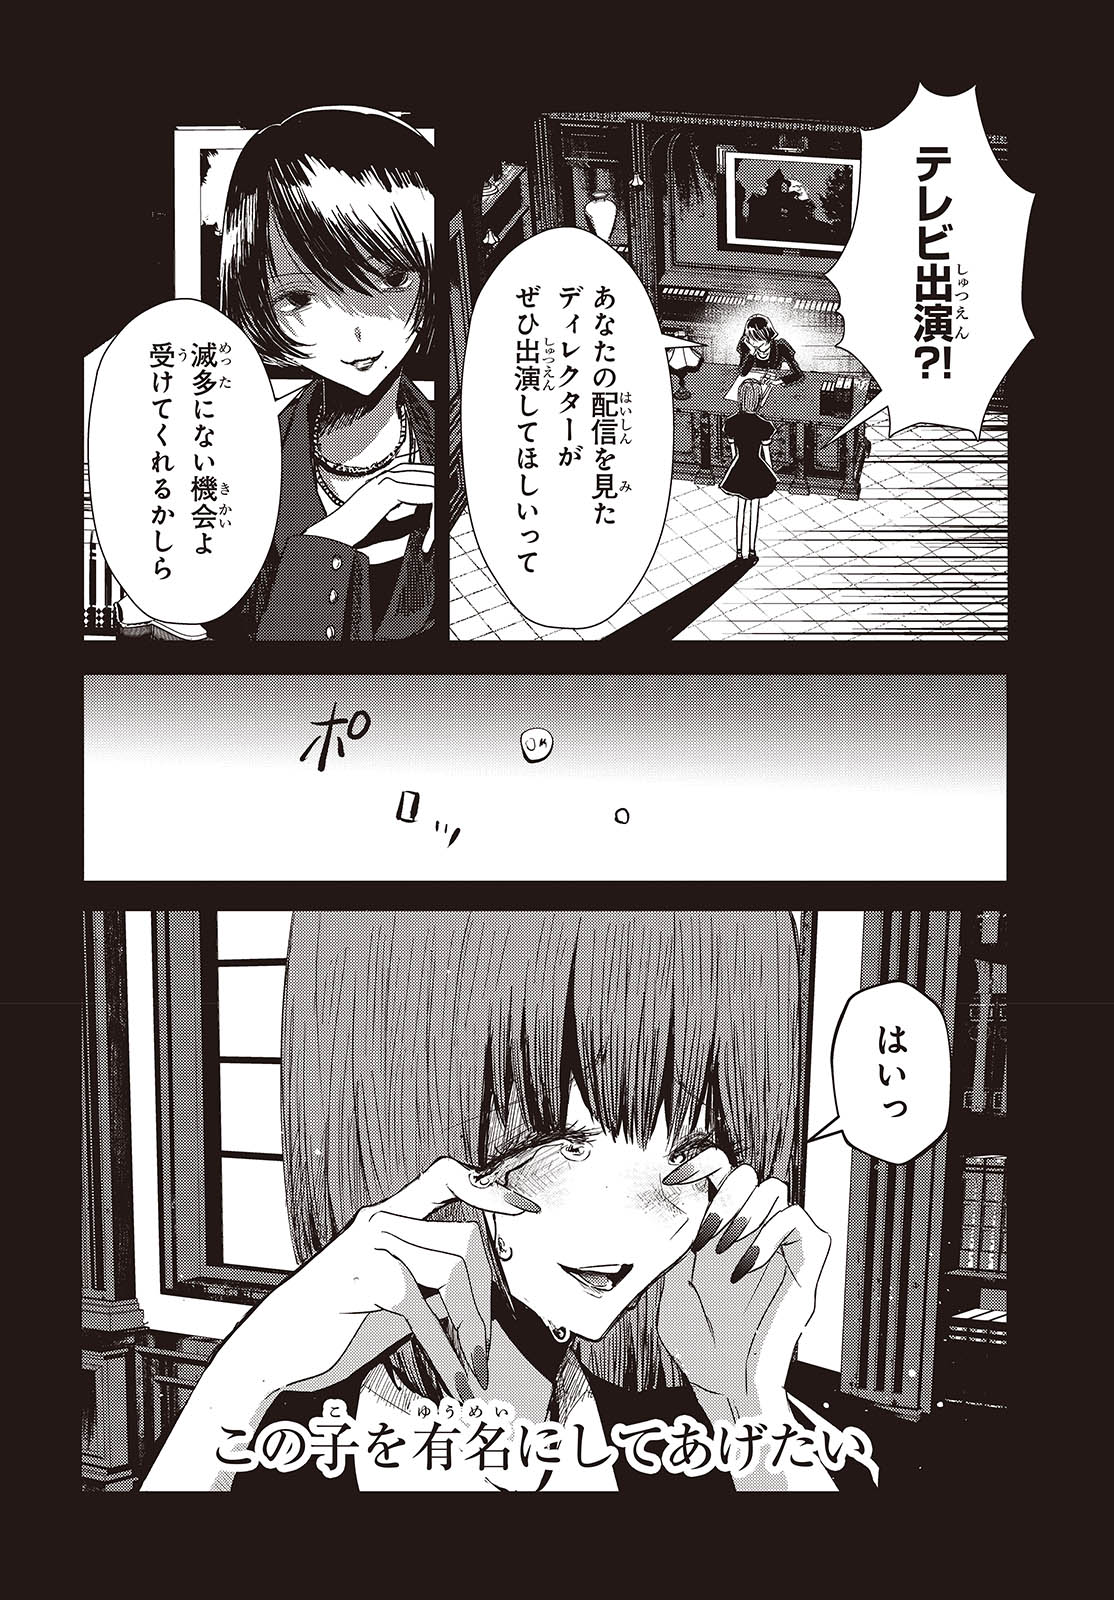 テレビ出演?!
あなたの配信を見た
ディレクターが
ぜひ出演してほしいって
滅多にない機会よ
受けてくれるかしら
ポロッ
はいっ
この子を有名にしてあげたい